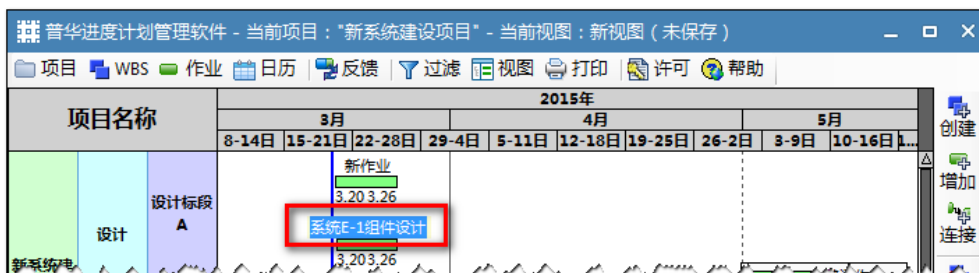 普华进度计划管理软件 - 当前项目："新系统建设项目" - 当前视图：新视图（未保存）
项目 WBS 作业 日历 反馈 过滤 视图 打印 许可 帮助
项目名称
2015年
3月 4月 5月
8-14日 15-21日 22-28日 29-4日 5-11日 12-18日 19-25日 26-2日 3-9日 10-16日 1...
创建
新作业
增加
3.20 3.26
设计标段
A
系统E-1组件设计
设计
连接
3.20 3.26
新系统建